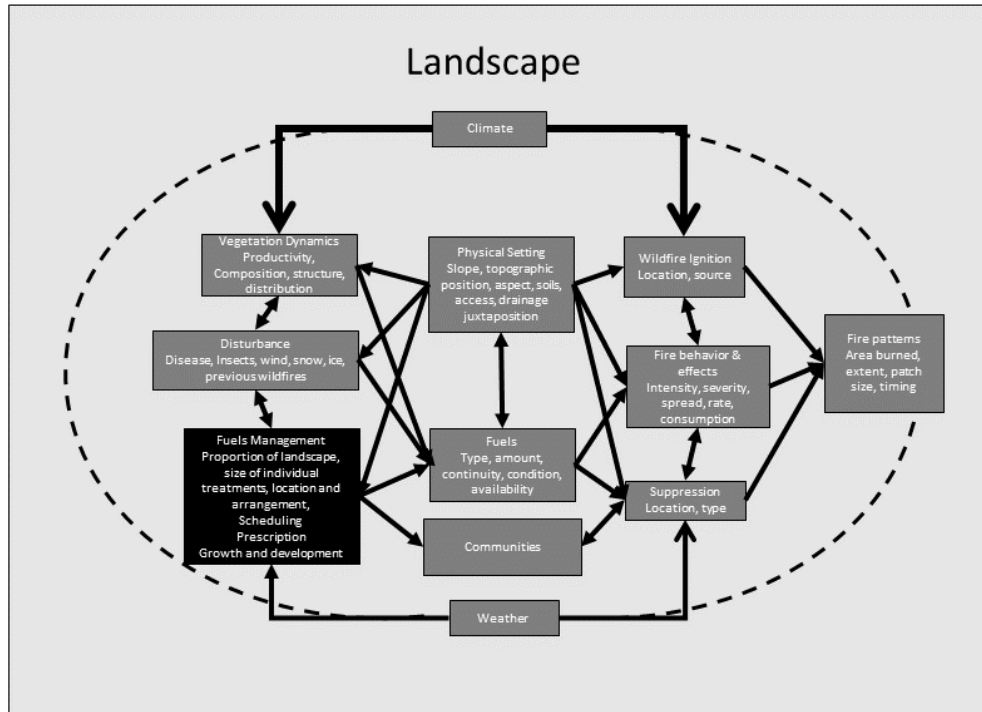 Landscape
Climate
Vegetation Dynamics
Productivity,
Composition, structure,
distribution
Physical Setting
Slope, topographic
position, aspect, soils,
access, drainage
juxtaposition
Wildfire Ignition
Location, source
Disturbance
Disease, Insects, wind, snow, ice,
previous wildfires
Fire behavior &
effects
Intensity, severity,
spread, rate,
consumption
Fire patterns
Area burned,
extent, patch
size, timing
Fuels Management
Proportion of landscape,
size of individual
treatments, location and
arrangement,
Scheduling
Prescription
Growth and development
Fuels
Type, amount,
continuity, condition,
availability
Suppression
Location, type
Communities
Weather